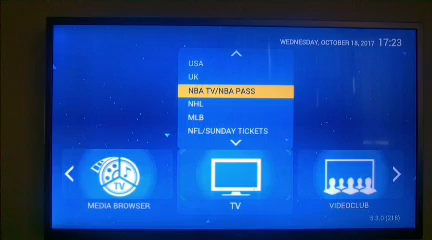 WEDNESDAY, OCTOBER 18, 2017 17:23
USA
UK
NBA TV/NBA PASS
NHL
MLB
NFL/SUNDAY TICKETS
TV
MEDIA BROWSER
TV
VIDEOCLUB